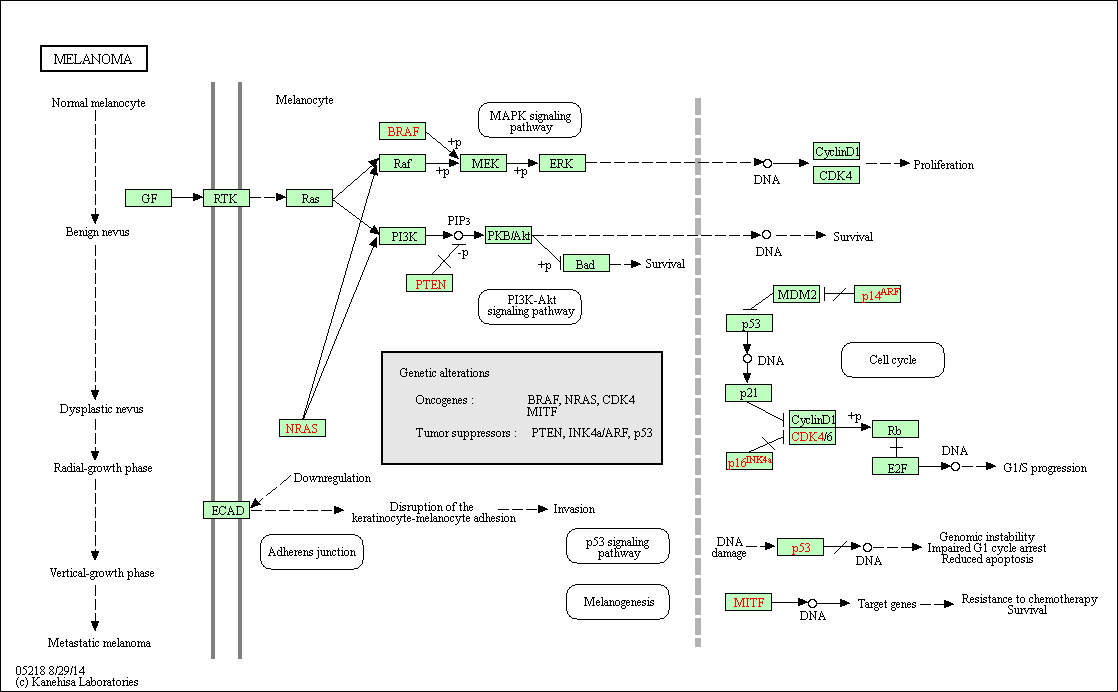 MELANOMA
Normal melanocyte
Benign nevus
Dysplastic nevus
Radial-growth phase
Vertical-growth phase
Metastatic melanoma
Melanocyte
GF
RTK
Ras
BRAF
+p
Raf
+p
MEK
+p
ERK
MAPK signaling
pathway
DNA
CyclinD1
CDK4
Proliferation
PI3K
PIP3
-p
PKB/Akt
DNA
Survival
PTEN
+p
Bad
Survival
PI3K-Akt
signaling pathway
MDM2
p14ARF
p53
DNA
Cell cycle
p21
CyclinD1
CDK4/6
+p
Rb
p16INK4a
E2F
DNA
G1/S progression
Genetic alterations
Oncogenes : BRAF, NRAS, CDK4
MITF
Tumor suppressors : PTEN, INK4a/ARF, p53
NRAS
Downregulation
ECAD
Disruption of the
keratinocyte-melanocyte adhesion
Invasion
Adherens junction
p53 signaling
pathway
Melanogenesis
DNA
damage
p53
DNA
Genomic instability
Impaired G1 cycle arrest
Reduced apoptosis
MITF
DNA
Target genes
Resistance to chemotherapy
Survival
05218 8/29/14
(c) Kanehisa Laboratories